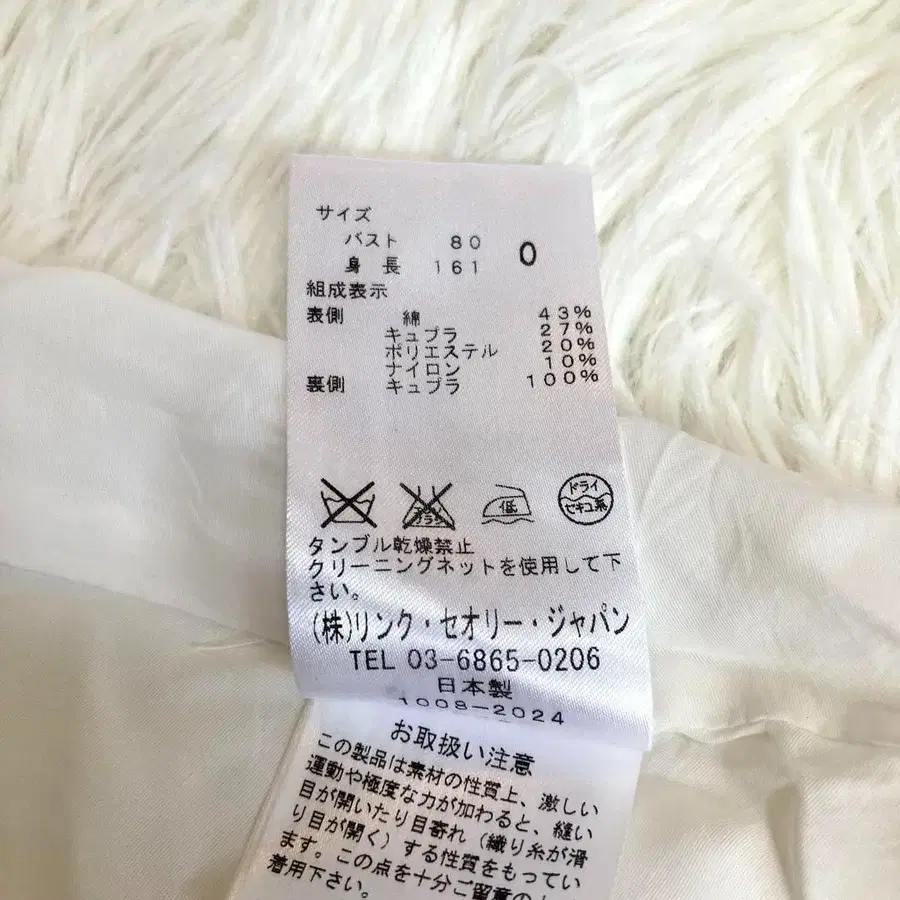 サイズ
バスト 80 0
身長 161
組成表示
表側 綿 43%
キュプラ 27%
ポリエステル 20%
ナイロン 10%
裏側 キュプラ 100%
エンソ
低
ドライ
セキユ系
タンブル乾燥禁止
クリーニングネットを使用して下
さい。
(株)リンク・セオリー・ジャパン
TEL 03-6865-0206
日本製
1008-2024
お取扱い注意
この製品は素材の性質上、激しい
運動や極度な力が加わると、縫い
目が開いたり目寄れ(織り糸が滑
り目が開く)する性質をもってい
ます。この点を十分ご留意の
着用下さい。